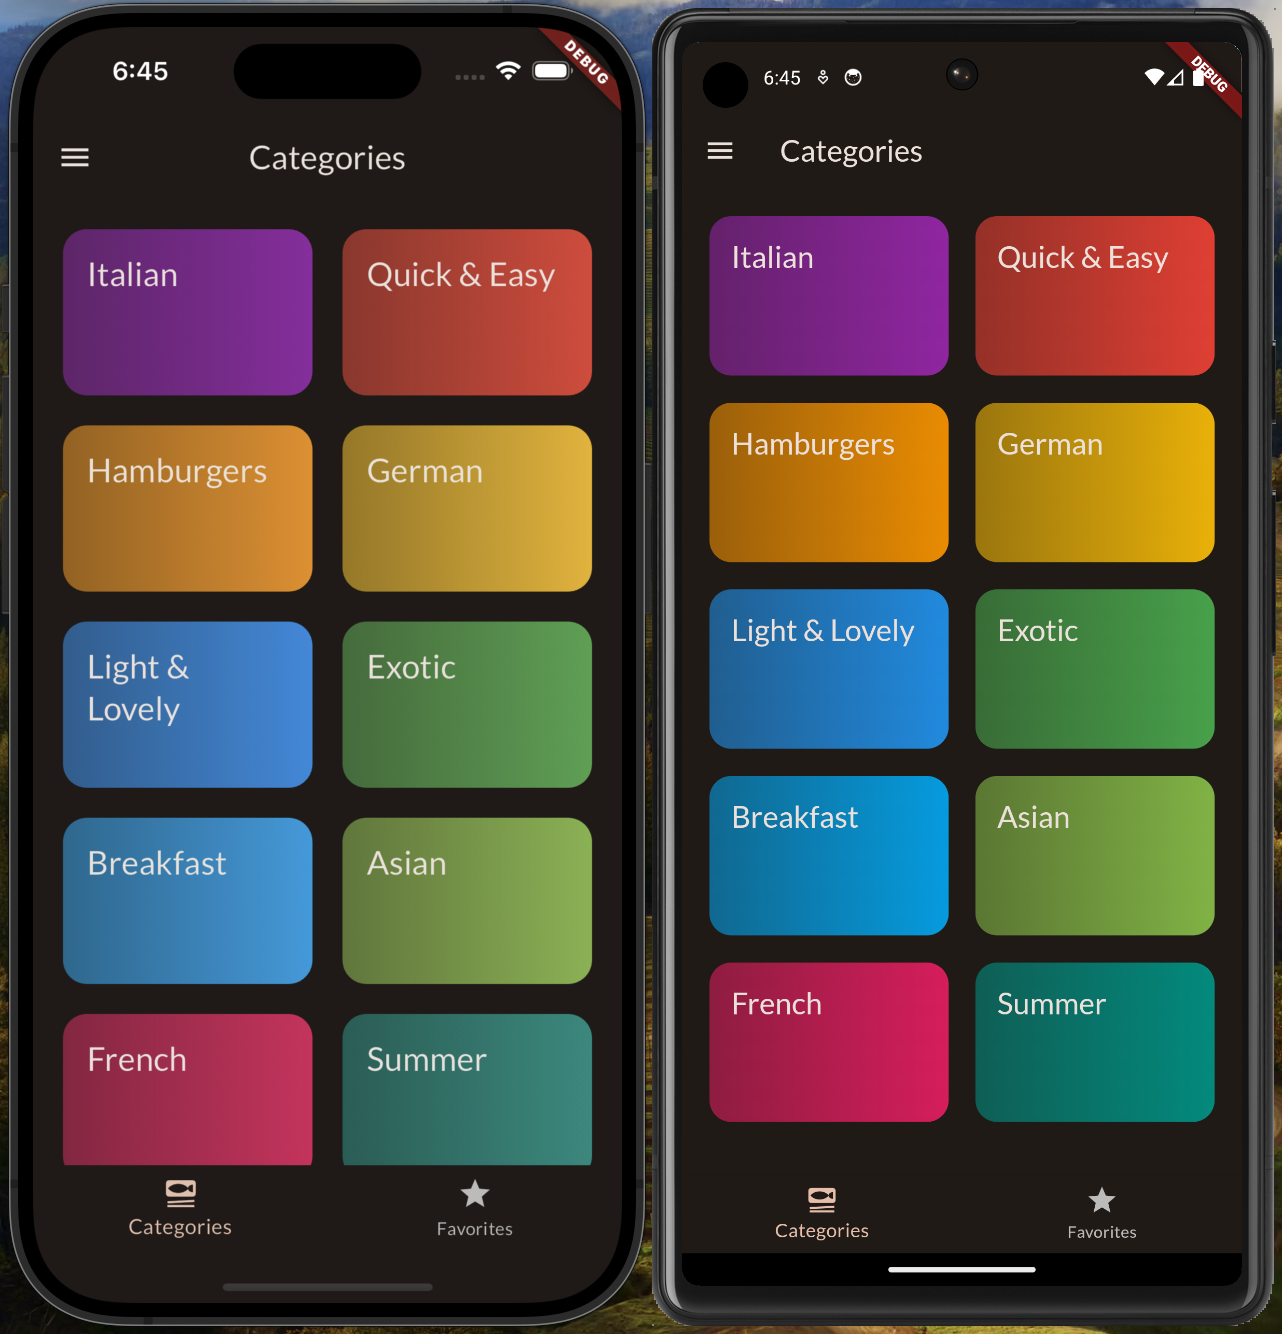 6:45
DEBUG
Categories
Italian
Quick & Easy
Hamburgers
German
Light &
Lovely
Exotic
Breakfast
Asian
French
Summer
Categories
Favorites
6:45
DEBUG
Categories
Italian
Quick & Easy
Hamburgers
German
Light & Lovely
Exotic
Breakfast
Asian
French
Summer
Categories
Favorites